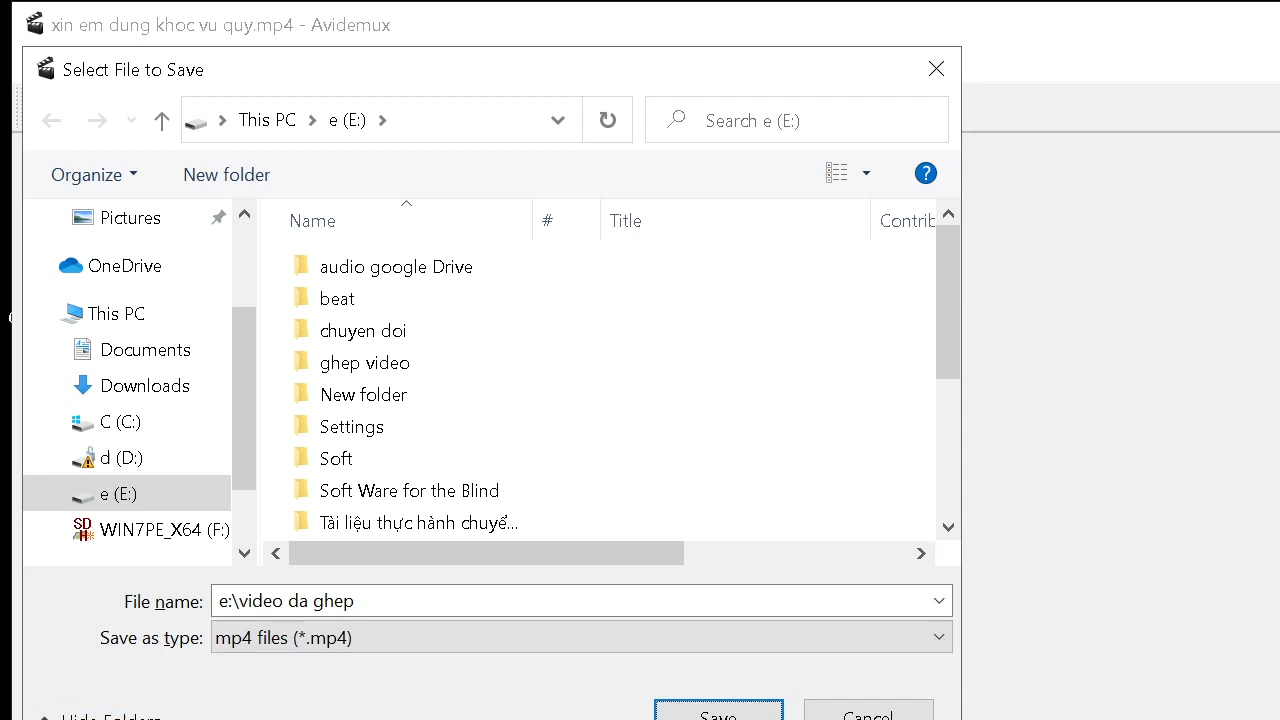 xin em dung khoc vu quy.mp4 - Avidemux
Select File to Save
This PC > e (E:) >
Search e (E:)
Organize
New folder
?
Pictures
OneDrive
This PC
Documents
Downloads
C (C:)
d (D:)
e (E:)
WIN7PE_X64 (F:)
Name
#
Title
Contrib
audio google Drive
beat
chuyen doi
ghep video
New folder
Settings
Soft
Soft Ware for the Blind
Tài liệu thực hành chuyể...
File name: e:\video da ghep
Save as type: mp4 files (*.mp4)
Hide Folders
Save
Cancel